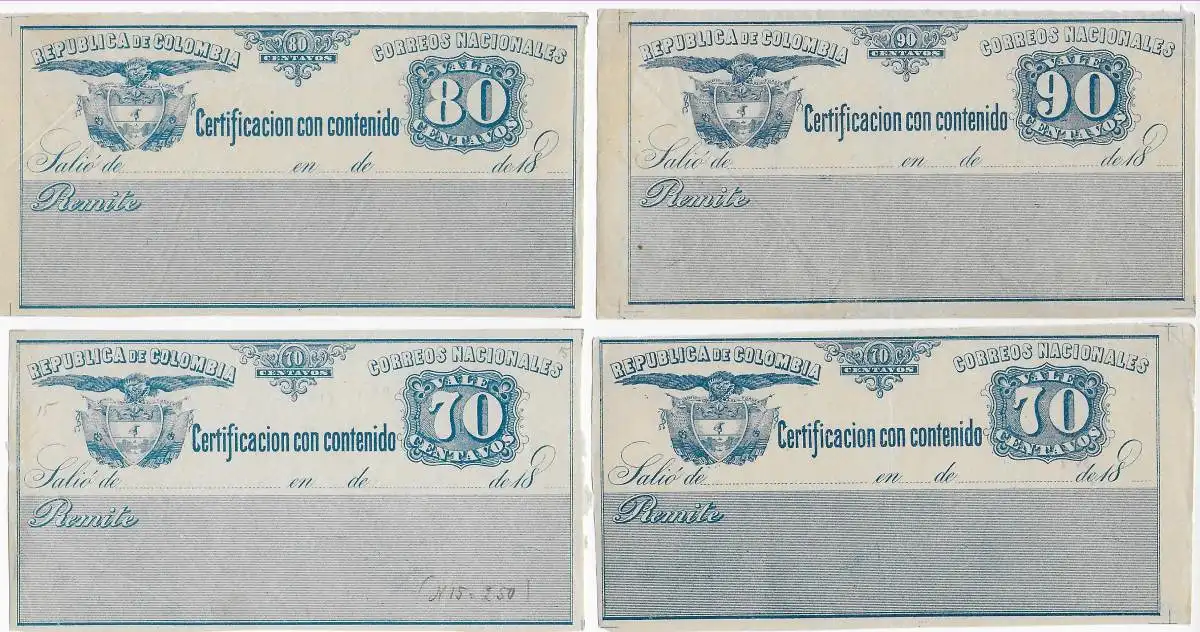 REPUBLICA DE COLOMBIA
80
CENTAVOS
CORREOS NACIONALES
Certificacion con contenido
VALE
80
CENTAVOS
Salió de en de de 18
Remite
REPUBLICA DE COLOMBIA
90
CENTAVOS
CORREOS NACIONALES
Certificacion con contenido
VALE
90
CENTAVOS
Salió de en de de 18
Remite
REPUBLICA DE COLOMBIA
70
CENTAVOS
CORREOS NACIONALES
15
Certificacion con contenido
VALE
70
CENTAVOS
Salió de en de de 18
Remite
(N 15 = 250)
REPUBLICA DE COLOMBIA
70
CENTAVOS
CORREOS NACIONALES
Certificacion con contenido
VALE
70
CENTAVOS
Salió de en de de 18
Remite